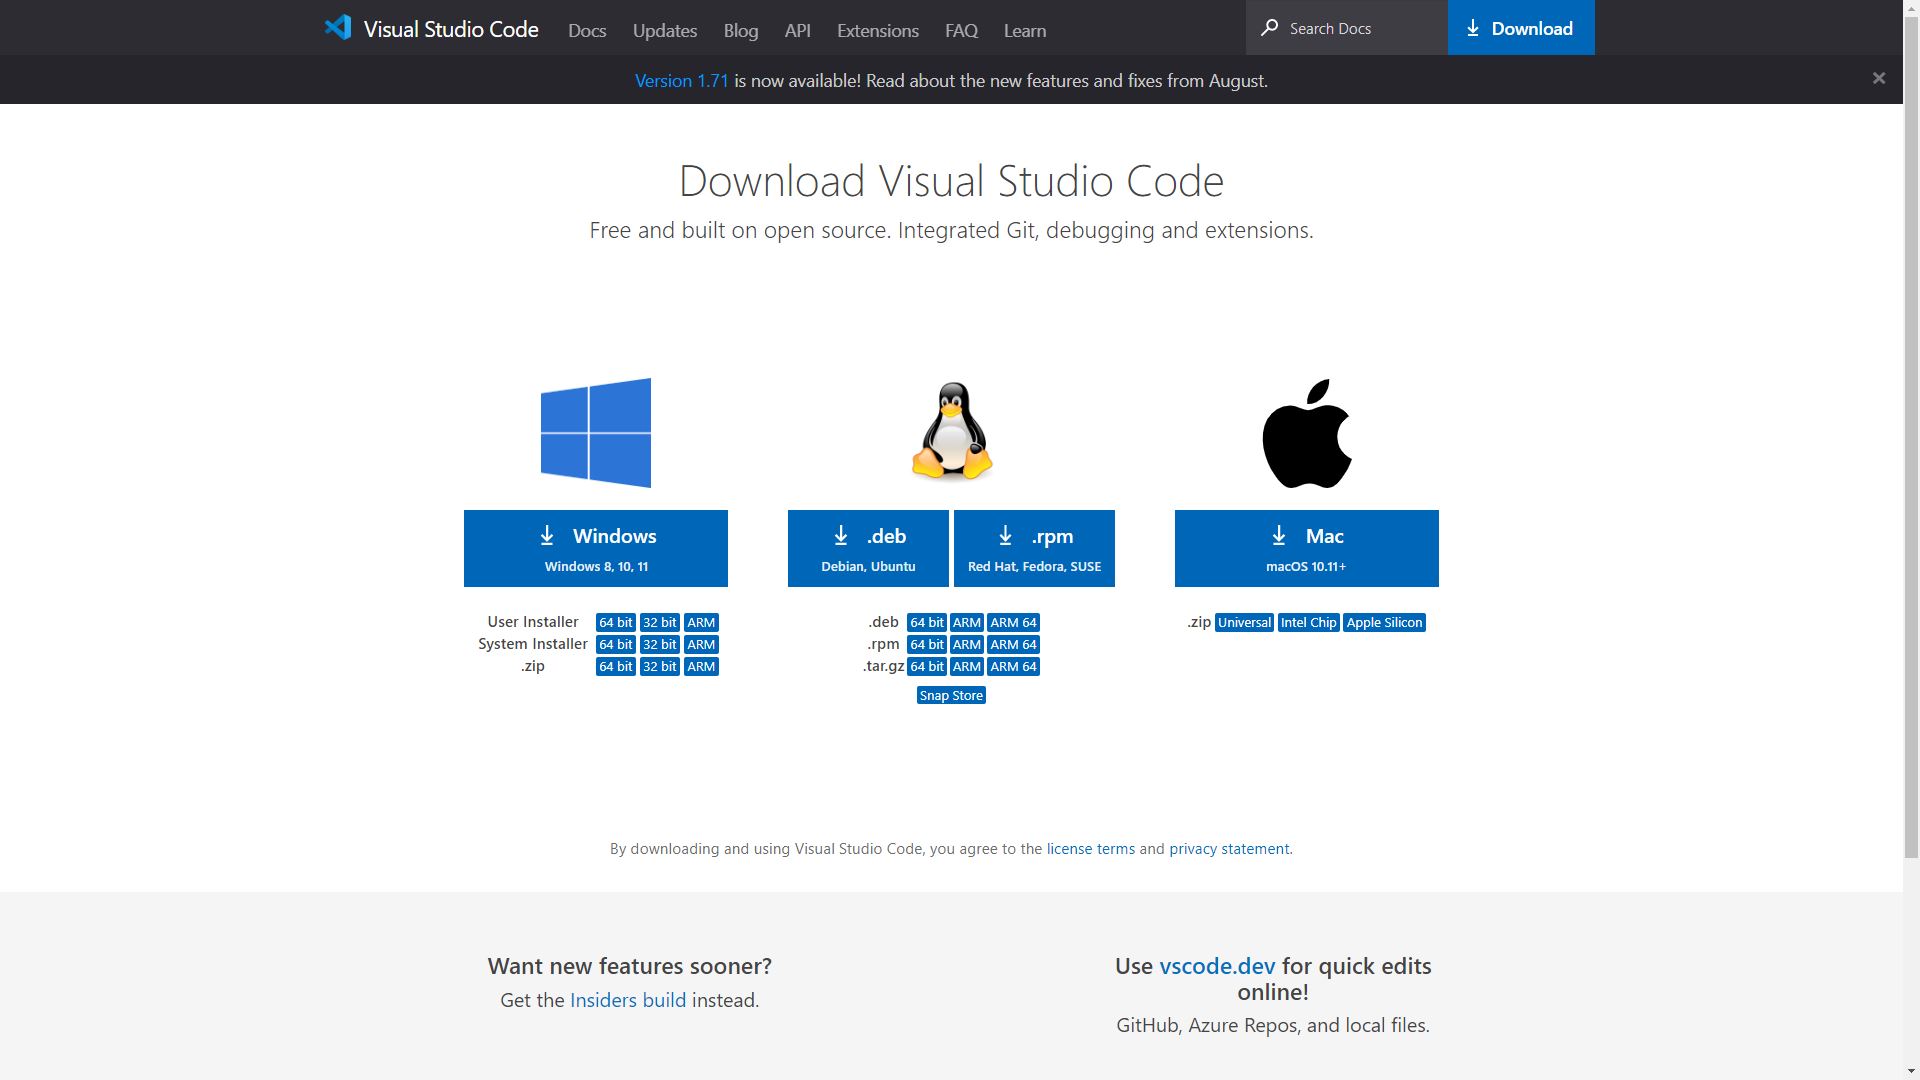 Visual Studio Code Docs Updates Blog API Extensions FAQ Learn Search Docs Download
Version 1.71 is now available! Read about the new features and fixes from August.
Download Visual Studio Code
Free and built on open source. Integrated Git, debugging and extensions.
Windows
Windows 8, 10, 11
User Installer 64 bit 32 bit ARM
System Installer 64 bit 32 bit ARM
.zip 64 bit 32 bit ARM
.deb
Debian, Ubuntu
.rpm
Red Hat, Fedora, SUSE
.deb 64 bit ARM ARM 64
.rpm 64 bit ARM ARM 64
.tar.gz 64 bit ARM ARM 64
Snap Store
Mac
macOS 10.11+
.zip Universal Intel Chip Apple Silicon
By downloading and using Visual Studio Code, you agree to the license terms and privacy statement.
Want new features sooner?
Get the Insiders build instead.
Use vscode.dev for quick edits
online!
GitHub, Azure Repos, and local files.